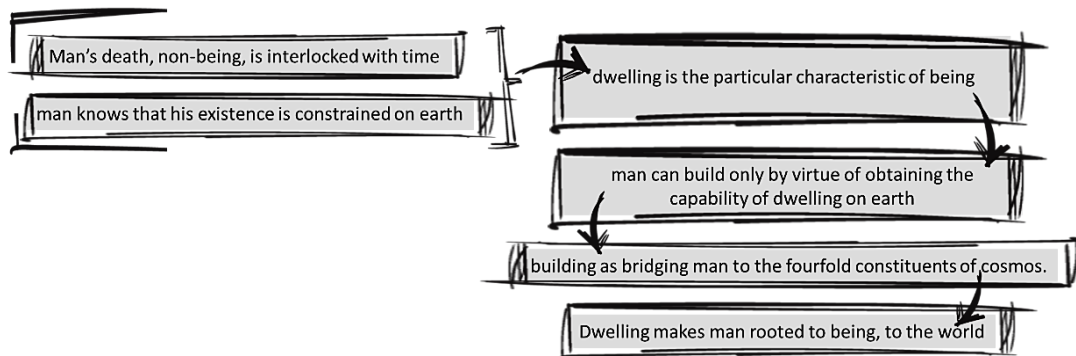 Man's death, non-being, is interlocked with time
man knows that his existence is constrained on earth
dwelling is the particular characteristic of being
man can build only by virtue of obtaining the
capability of dwelling on earth
building as bridging man to the fourfold constituents of cosmos.
Dwelling makes man rooted to being, to the world